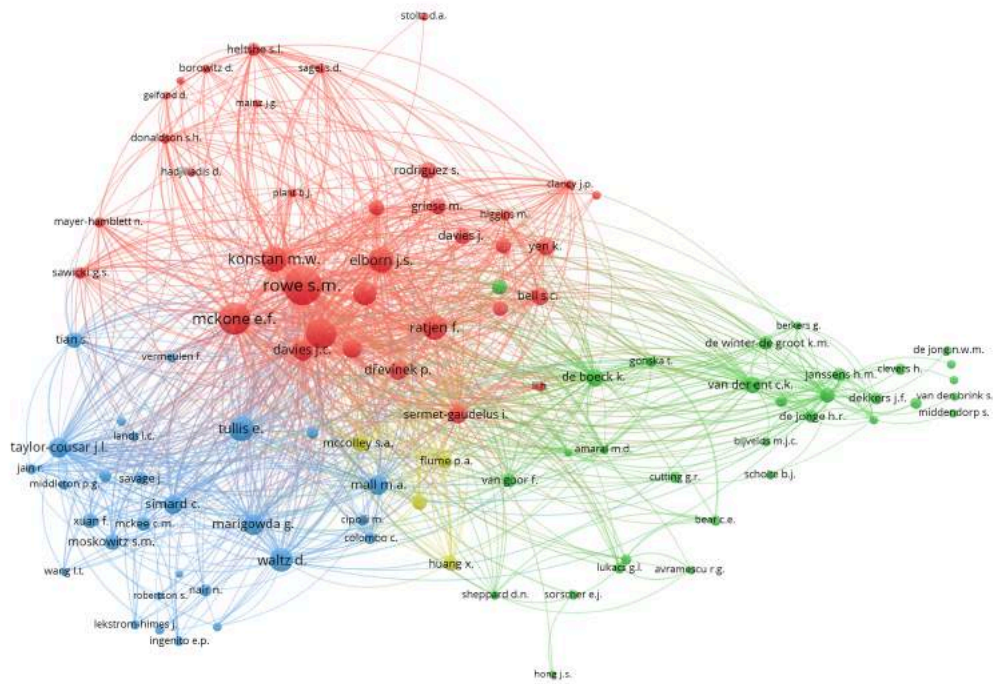 stoltz d.a.
heltshe s.l.
borowitz d.
sagel s.d.
gelfond d.
mainz j.g.
donaldson s.h.
hadjiliadis d.
rodriguez s.
clancy j.p.
plant b.j.
griese m.
higgins m.
mayer-hamblett n.
davies j.
yen k.
konstan m.w.
elborn j.s.
sawicki g.s.
rowe s.m.
bell s.c.
mckone e.f.
ratjen f.
berkers g.
tian s.
de winter-de groot k.m.
vermeulen f.
davies j.c.
gonska t.
de jong n.w.m.
drevinek p.
de boeck k.
janssens h.m.
clevers h.
van der ent c.k.
li h.
dekkers j.f.
van den brink s.
sermet-gaudelus i.
de jonge h.r.
middendorp s.
lands l.c.
tullis e.
mccolley s.a.
bijvelds m.j.c.
taylor-cousar j.l.
amaral m.d.
flume p.a.
jain r.
savage j.
cutting g.r.
scholte b.j.
middleton p.g.
mall m.a.
van goor f.
simard c.
xuan f.
mckee c.m.
marigowda g.
cipolli m.
bear c.e.
moskowitz s.m.
colombo c.
waltz d.
huang x.
lukacs g.l.
avramescu r.g.
wang l.t.
robertson s.
nair n.
sheppard d.n.
sorscher e.j.
lekstrom-himes j.
ingenito e.p.
hong j.s.